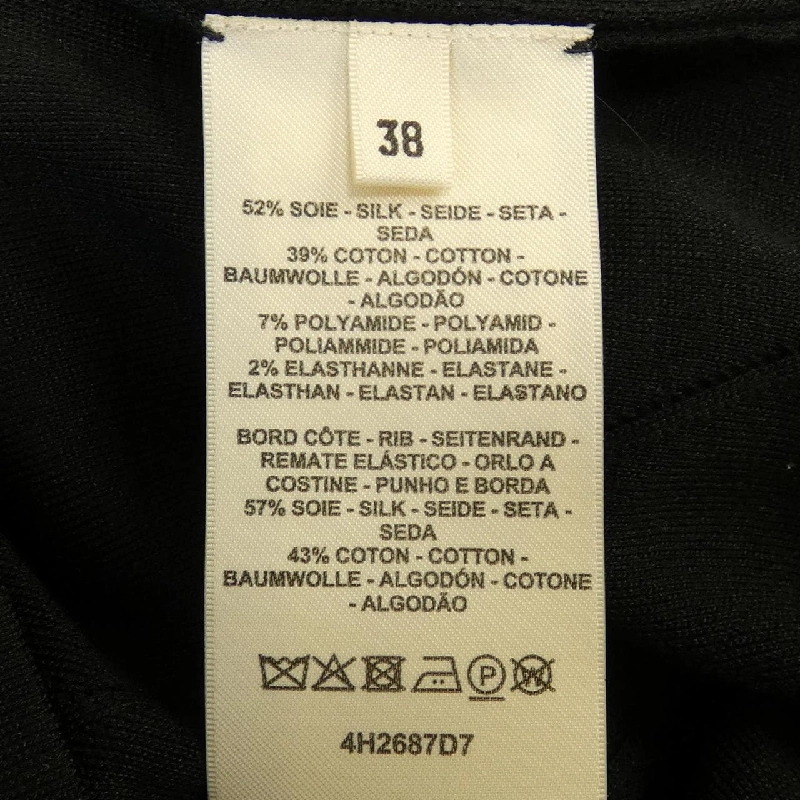 38
52% SOIE - SILK - SEIDE - SETA -
SEDA
39% COTON - COTTON -
BAUMWOLLE - ALGODÓN - COTONE
- ALGODÃO
7% POLYAMIDE - POLYAMID -
POLIAMMIDE - POLIAMIDA
2% ELASTHANNE - ELASTANE -
ELASTHAN - ELASTAN - ELASTANO
BORD CÔTE - RIB - SEITENRAND -
REMATE ELÁSTICO - ORLO A
COSTINE - PUNHO E BORDA
57% SOIE - SILK - SEIDE - SETA -
SEDA
43% COTON - COTTON -
BAUMWOLLE - ALGODÓN - COTONE
- ALGODÃO
P W
4H2687D7